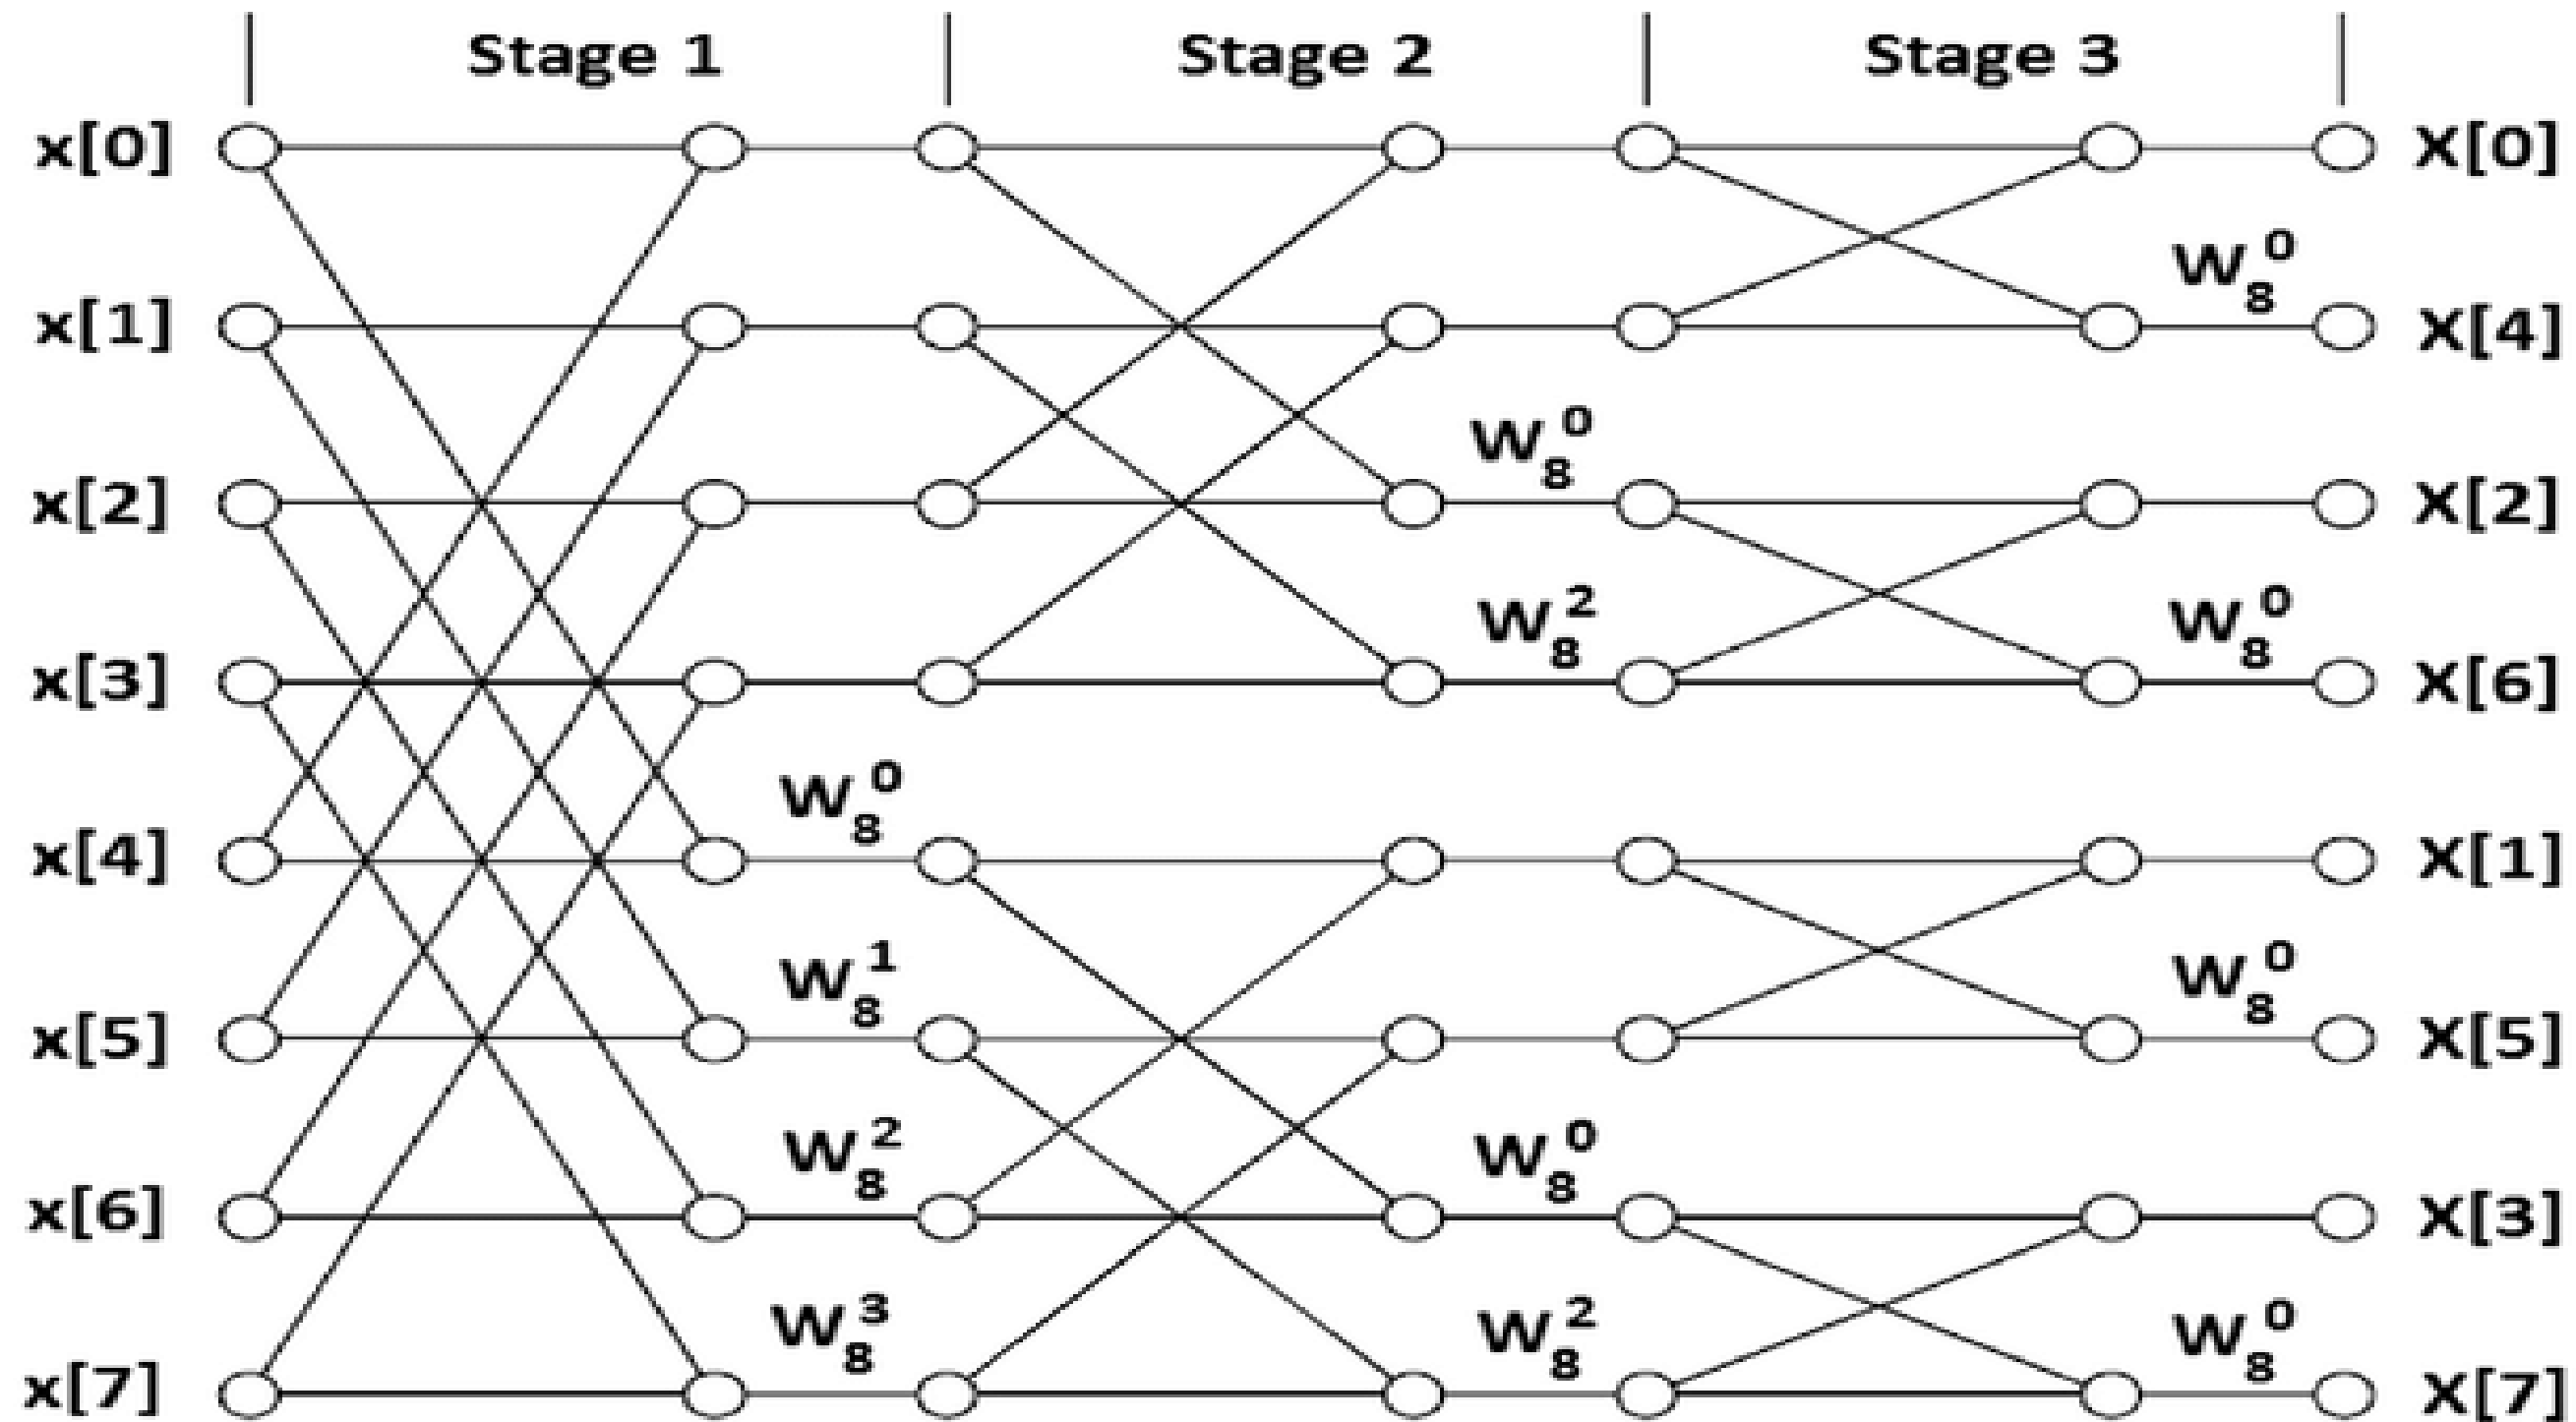 Stage 1 Stage 2 Stage 3
x[0] X[0]
W₈⁰
x[1] X[4]
W₈⁰
x[2] X[2]
W₈² W₈⁰
x[3] X[6]
W₈⁰
x[4] X[1]
W₈¹ W₈⁰
x[5] X[5]
W₈² W₈⁰
x[6] X[3]
W₈³ W₈² W₈⁰
x[7] X[7]